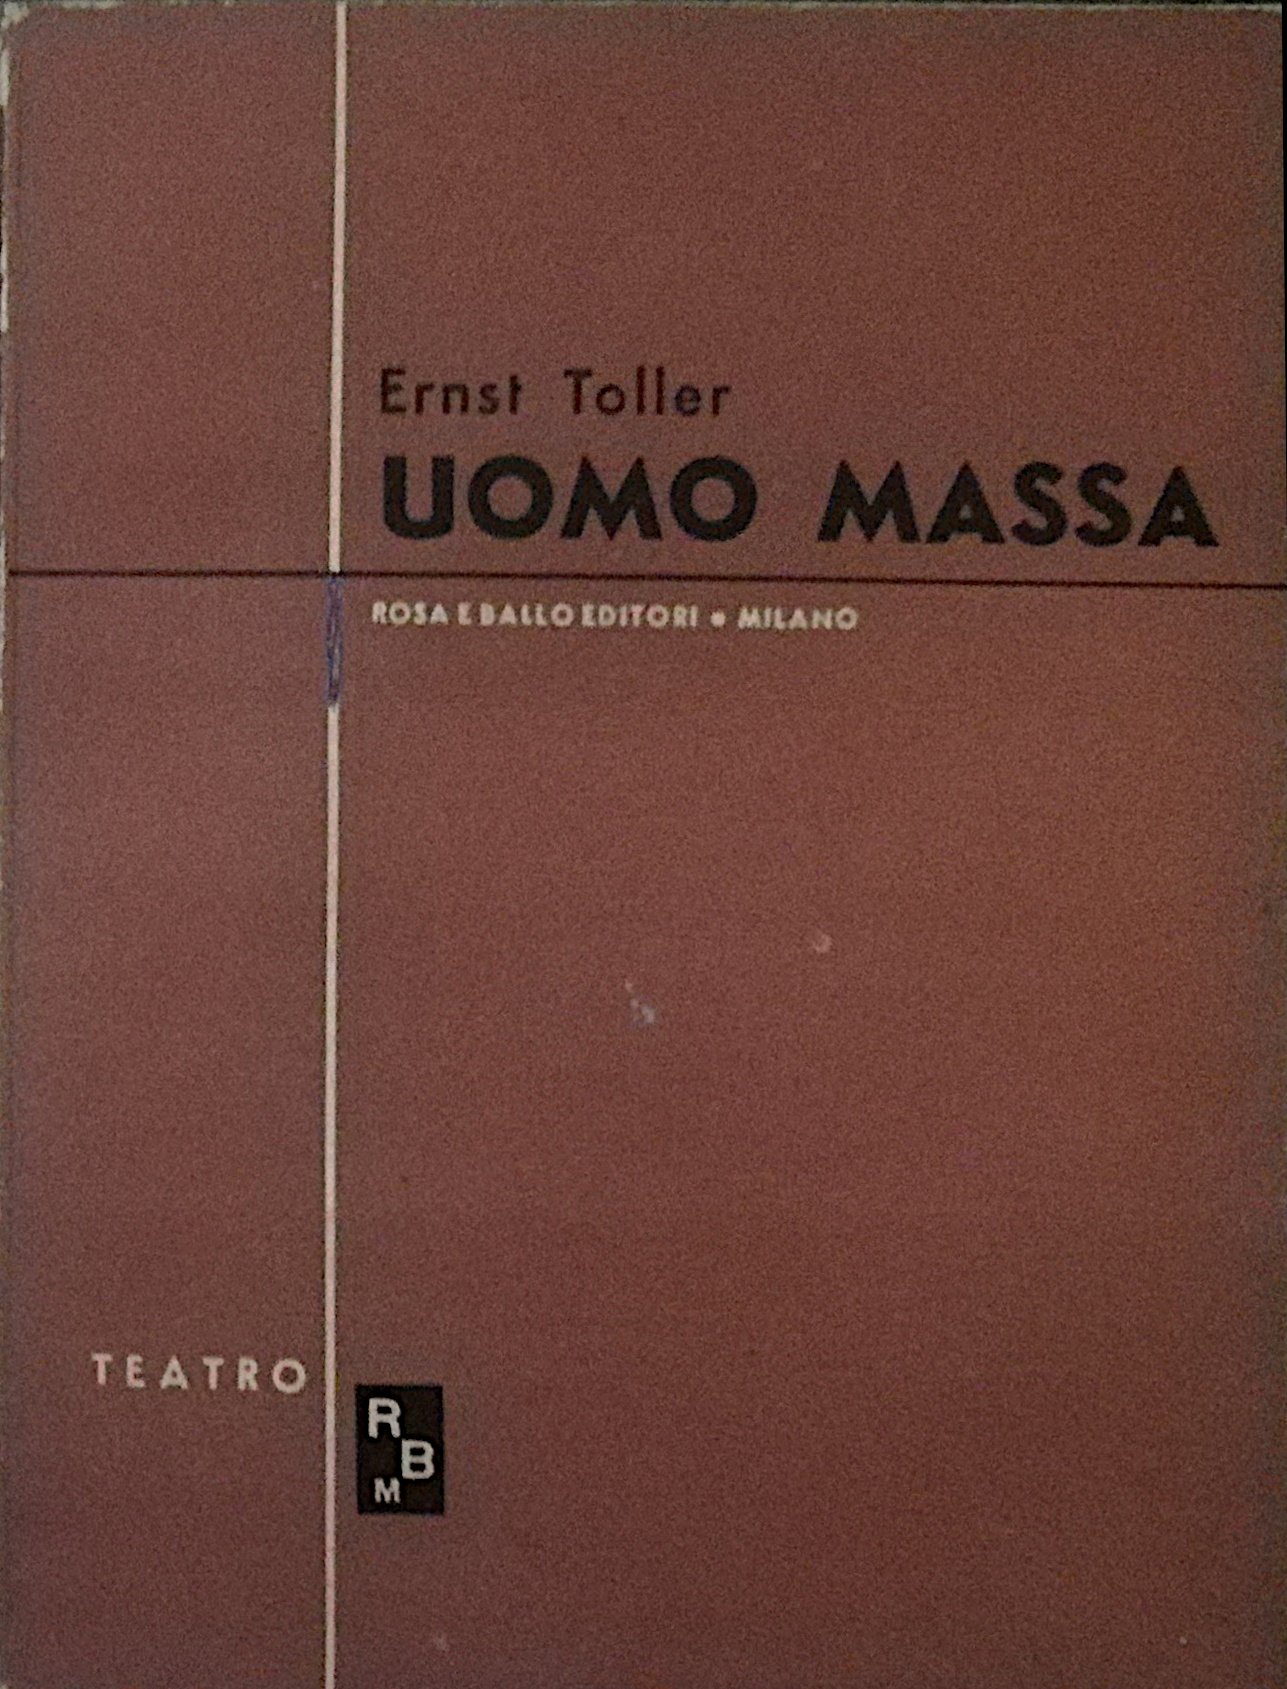 Ernst Toller
UOMO MASSA
ROSA E BALLO EDITORI • MILANO
TEATRO
R
B
M